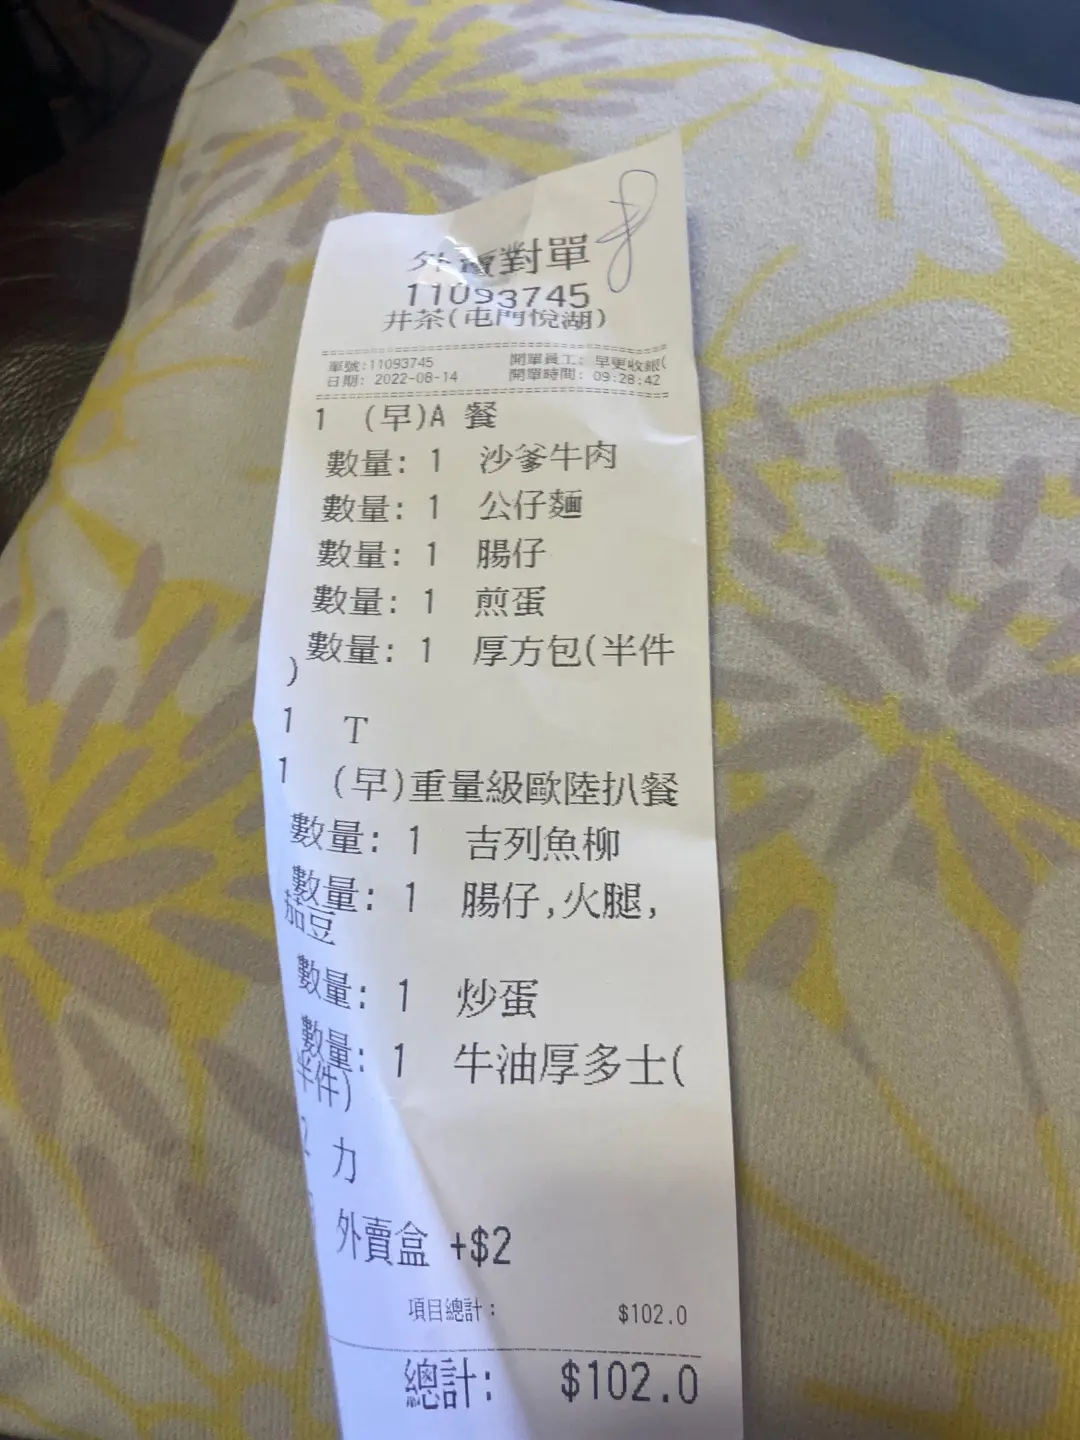 外賣對單
11093745
井茶(屯門悅湖)
單號:11093745 開單員工: 早更收銀(
日期: 2022-08-14 開單時間: 09:28:42
1 (早)A 餐
數量: 1 沙爹牛肉
數量: 1 公仔麵
數量: 1 腸仔
數量: 1 煎蛋
數量: 1 厚方包(半件
)
1 T
1 (早)重量級歐陸扒餐
數量: 1 吉列魚柳
數量: 1 腸仔,火腿,
茄豆
數量: 1 炒蛋
數量: 1 牛油厚多士(
半件)
2 力
外賣盒 +$2
項目總計: $102.0
總計: $102.0